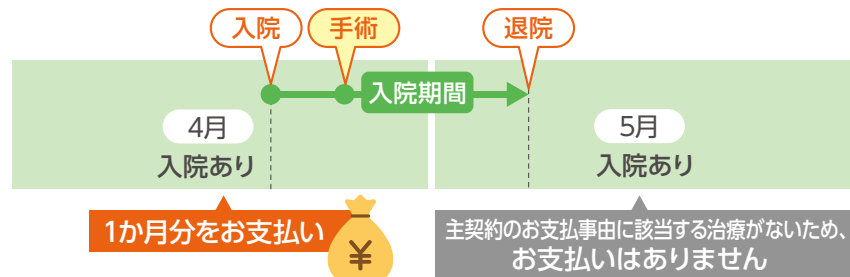 入院
手術
退院
入院期間
4月
入院あり
5月
入院あり
1か月分をお支払い
¥
主契約のお支払事由に該当する治療がないため、
お支払いはありません